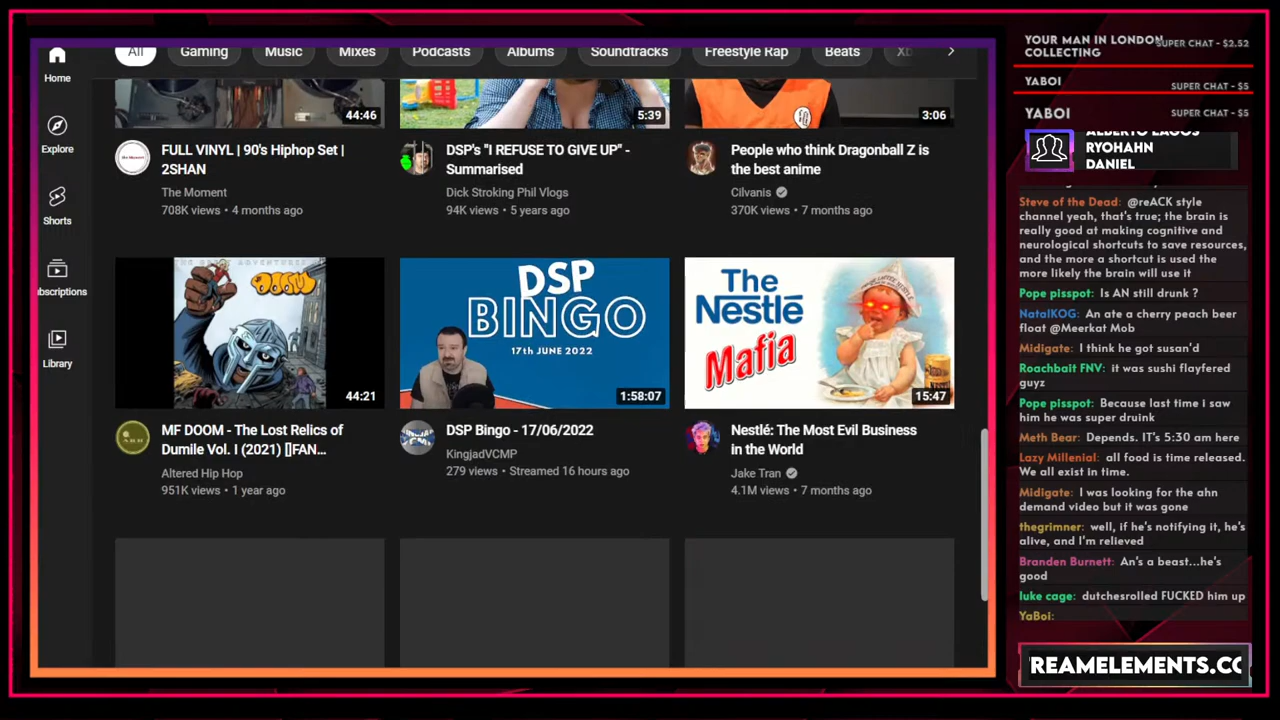 All
Gaming
Music
Mixes
Podcasts
Albums
Soundtracks
Freestyle Rap
Beats
Home
Explore
Shorts
Library
44:46
5:39
3:06
FULL VINYL | 90's Hiphop Set |
2SHAN
The Moment
708K views • 4 months ago
DSP's "I REFUSE TO GIVE UP" -
Summarised
Dick Stroking Phil Vlogs
94K views • 5 years ago
People who think Dragonball Z is
the best anime
Cilvanis
370K views • 7 months ago
DOOM
44:21
DSP
BINGO
17th JUNE 2022
1:58:07
The
Nestlé
Mafia
15:47
MF DOOM - The Lost Relics of
Dumile Vol. I (2021) []FAN...
Altered Hip Hop
951K views • 1 year ago
DSP Bingo - 17/06/2022
KingjadVCMP
279 views • Streamed 16 hours ago
Nestlé: The Most Evil Business
in the World
Jake Tran
4.1M views • 7 months ago
YOUR MAN IN LONDON
COLLECTING
SUPER CHAT - $2.52
YABOI
SUPER CHAT - $5
YABOI
SUPER CHAT - $5
ALBERTO LAGOS
RYOHAHN
DANIEL
Steve of the Dead: @reACK style
channel yeah, that's true; the brain is
really good at making cognitive and
neurological shortcuts to save resources,
and the more a shortcut is used the
more likely the brain will use it
Pope pisspot: Is AN still drunk ?
NatalKOG: An ate a cherry peach beer
float @Meerkat Mob
Midigate: I think he got susan'd
Roachbait FNV: it was sushi flayfered
guyz
Pope pisspot: Because last time i saw
him he was super druink
Meth Bear: Depends. IT's 5:30 am here
Lazy Millenial: all food is time released.
We all exist in time.
Midigate: I was looking for the ahn
demand video but it was gone
thegrimner: well, if he's notifying it, he's
alive, and I'm relieved
Branden Burnett: An's a beast...he's
good
luke cage: dutchesrolled FUCKED him up
YaBoi:
REAMELEMENTS.CO